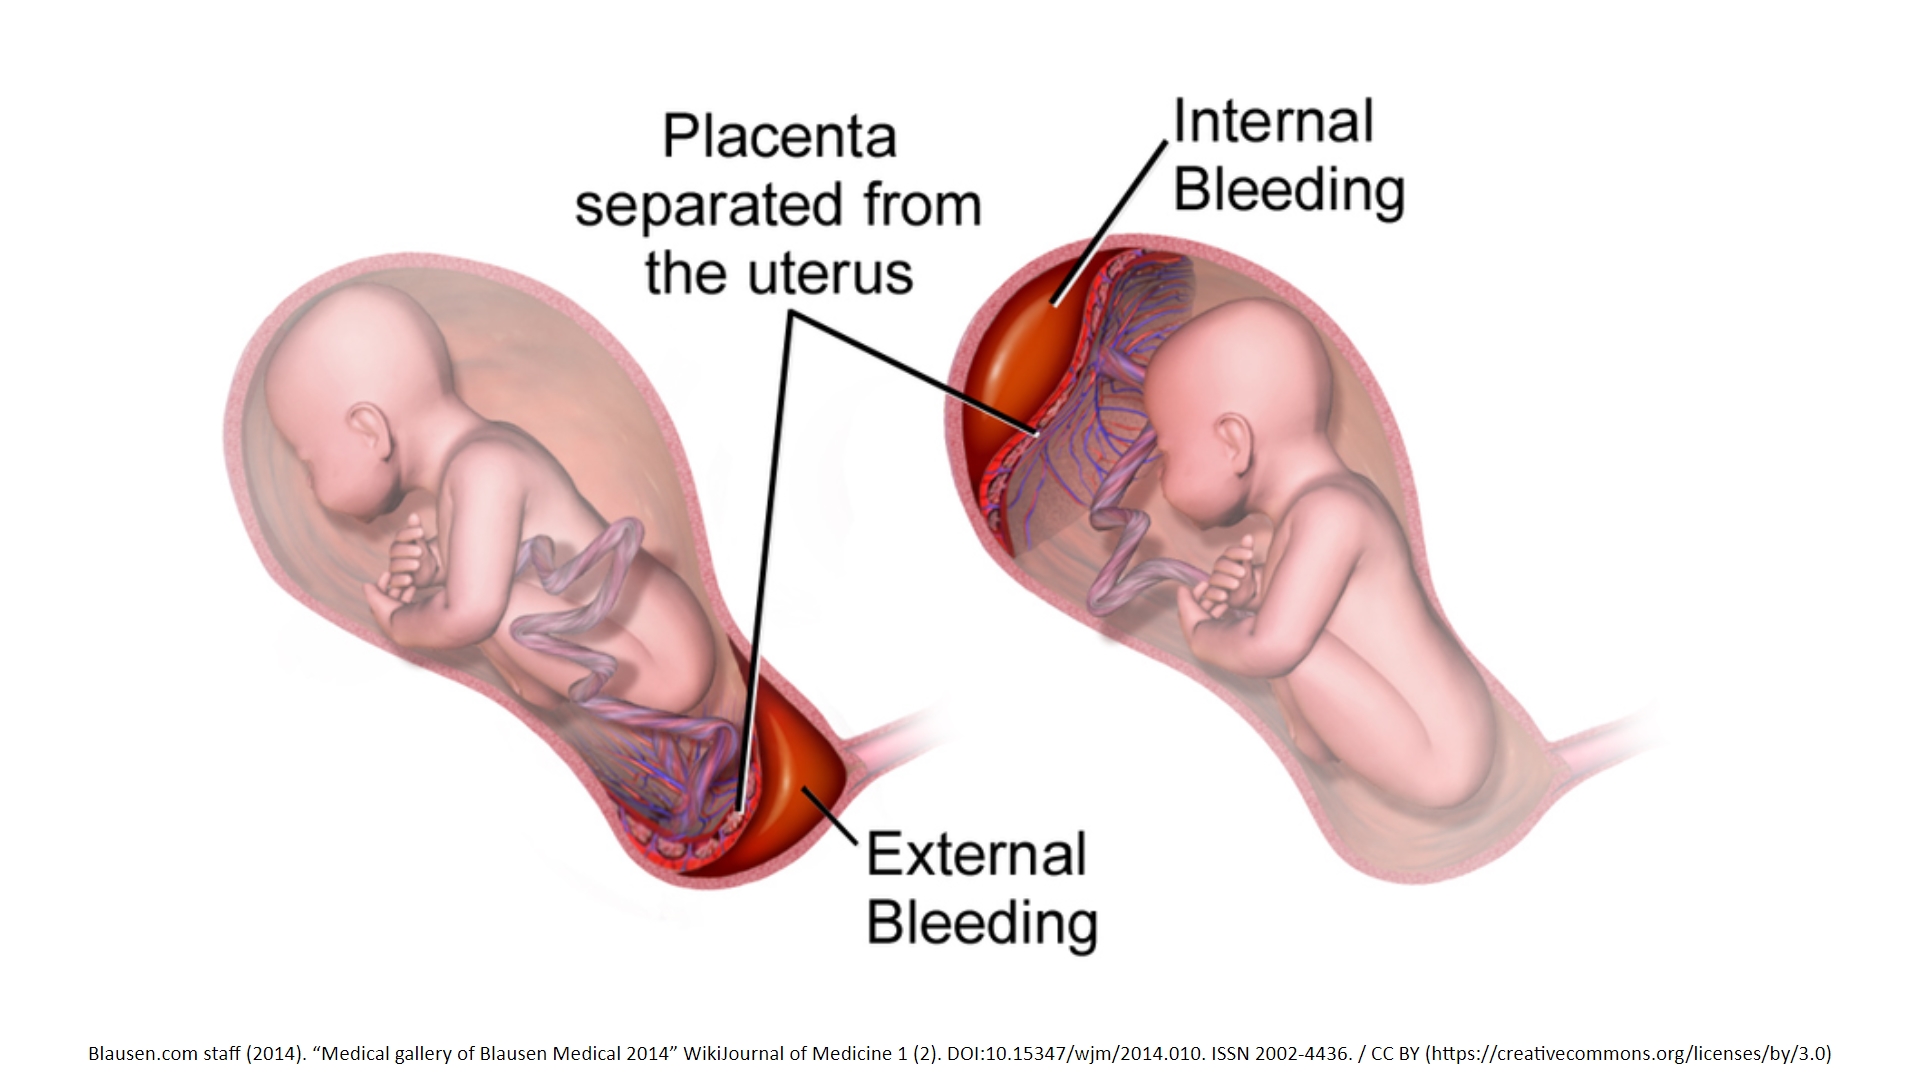 Placenta
separated from
the uterus
Internal
Bleeding
External
Bleeding
Blausen.com staff (2014). “Medical gallery of Blausen Medical 2014” WikiJournal of Medicine 1 (2). DOI:10.15347/wjm/2014.010. ISSN 2002-4436. / CC BY (https://creativecommons.org/licenses/by/3.0)